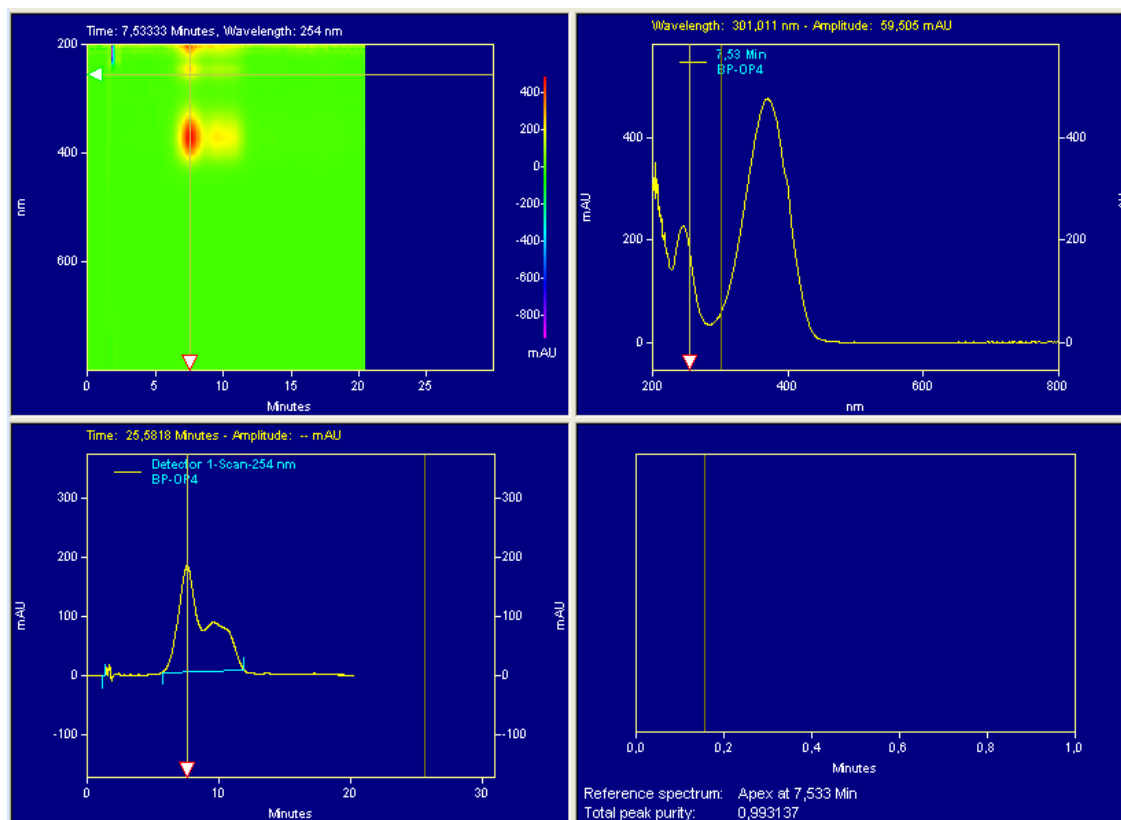 Time: 7,53333 Minutes, Wavelength: 254 nm
200
400
600
nm
0
5
10
15
20
25
Minutes
400
200
0
-200
-400
-600
-800
mAU
Wavelength: 301,011 nm - Amplitude: 59,505 mAU
7,53 Min
BP-OP4
400
200
0
mAU
400
200
0
AU
200
400
600
800
nm
Time: 25,5818 Minutes - Amplitude: -- mAU
Detector 1-Scan-254 nm
BP-OP4
300
200
100
0
-100
mAU
300
200
100
0
-100
mAU
0
10
20
30
Minutes
0,0
0,2
0,4
0,6
0,8
1,0
Minutes
Reference spectrum: Apex at 7,533 Min
Total peak purity: 0,993137